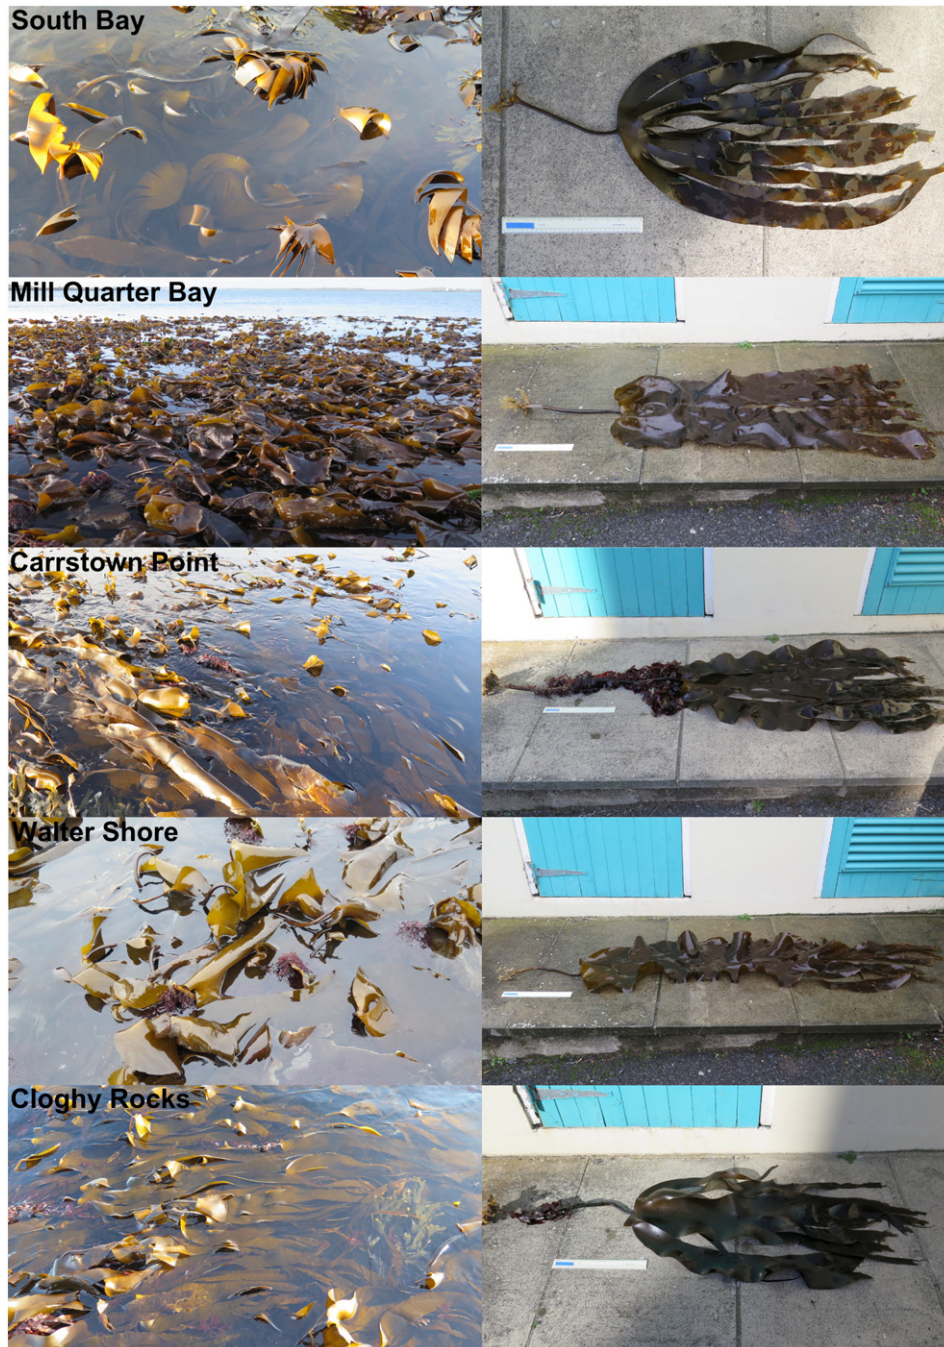 South Bay
Mill Quarter Bay
Carrstown Point
Walter Shore
Cloghy Rocks